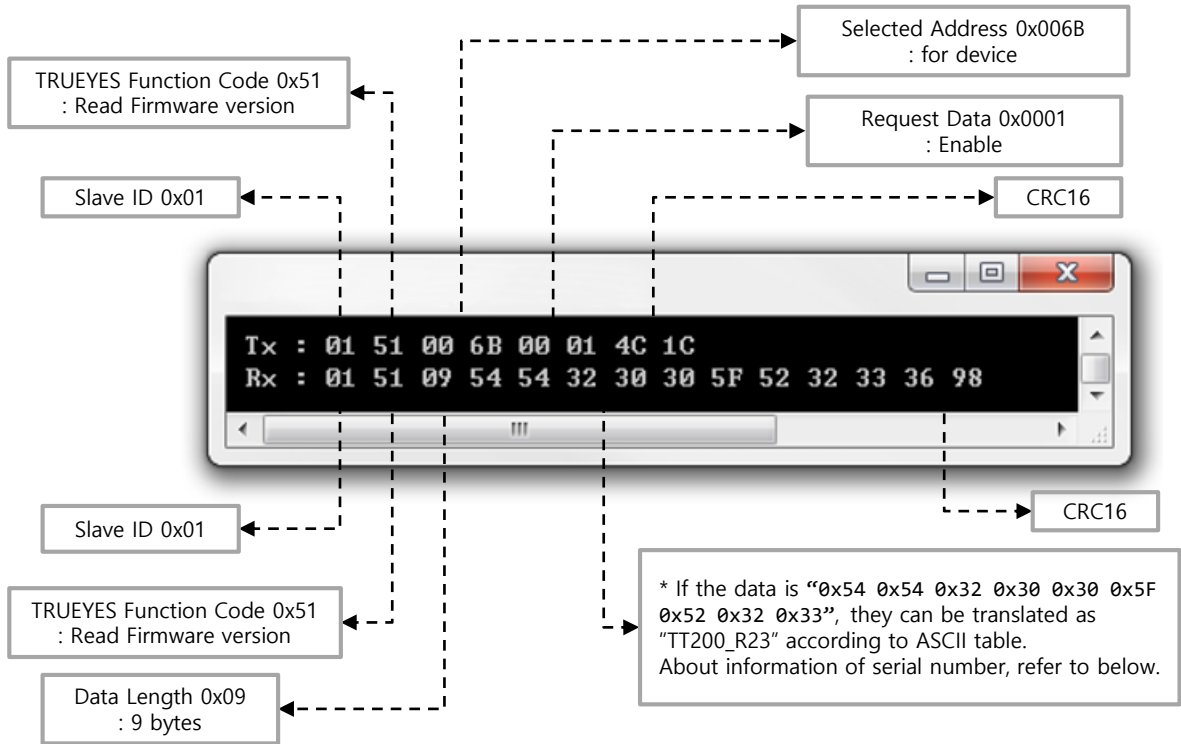 Selected Address 0x006B
: for device
TRUEYES Function Code 0x51
: Read Firmware version
Request Data 0x0001
: Enable
Slave ID 0x01
CRC16
Tx : 01 51 00 6B 00 01 4C 1C
Rx : 01 51 09 54 54 32 30 30 5F 52 32 33 36 98
Slave ID 0x01
CRC16
* If the data is “0x54 0x54 0x32 0x30 0x30 0x5F
0x52 0x32 0x33”, they can be translated as
“TT200_R23” according to ASCII table.
About information of serial number, refer to below.
TRUEYES Function Code 0x51
: Read Firmware version
Data Length 0x09
: 9 bytes